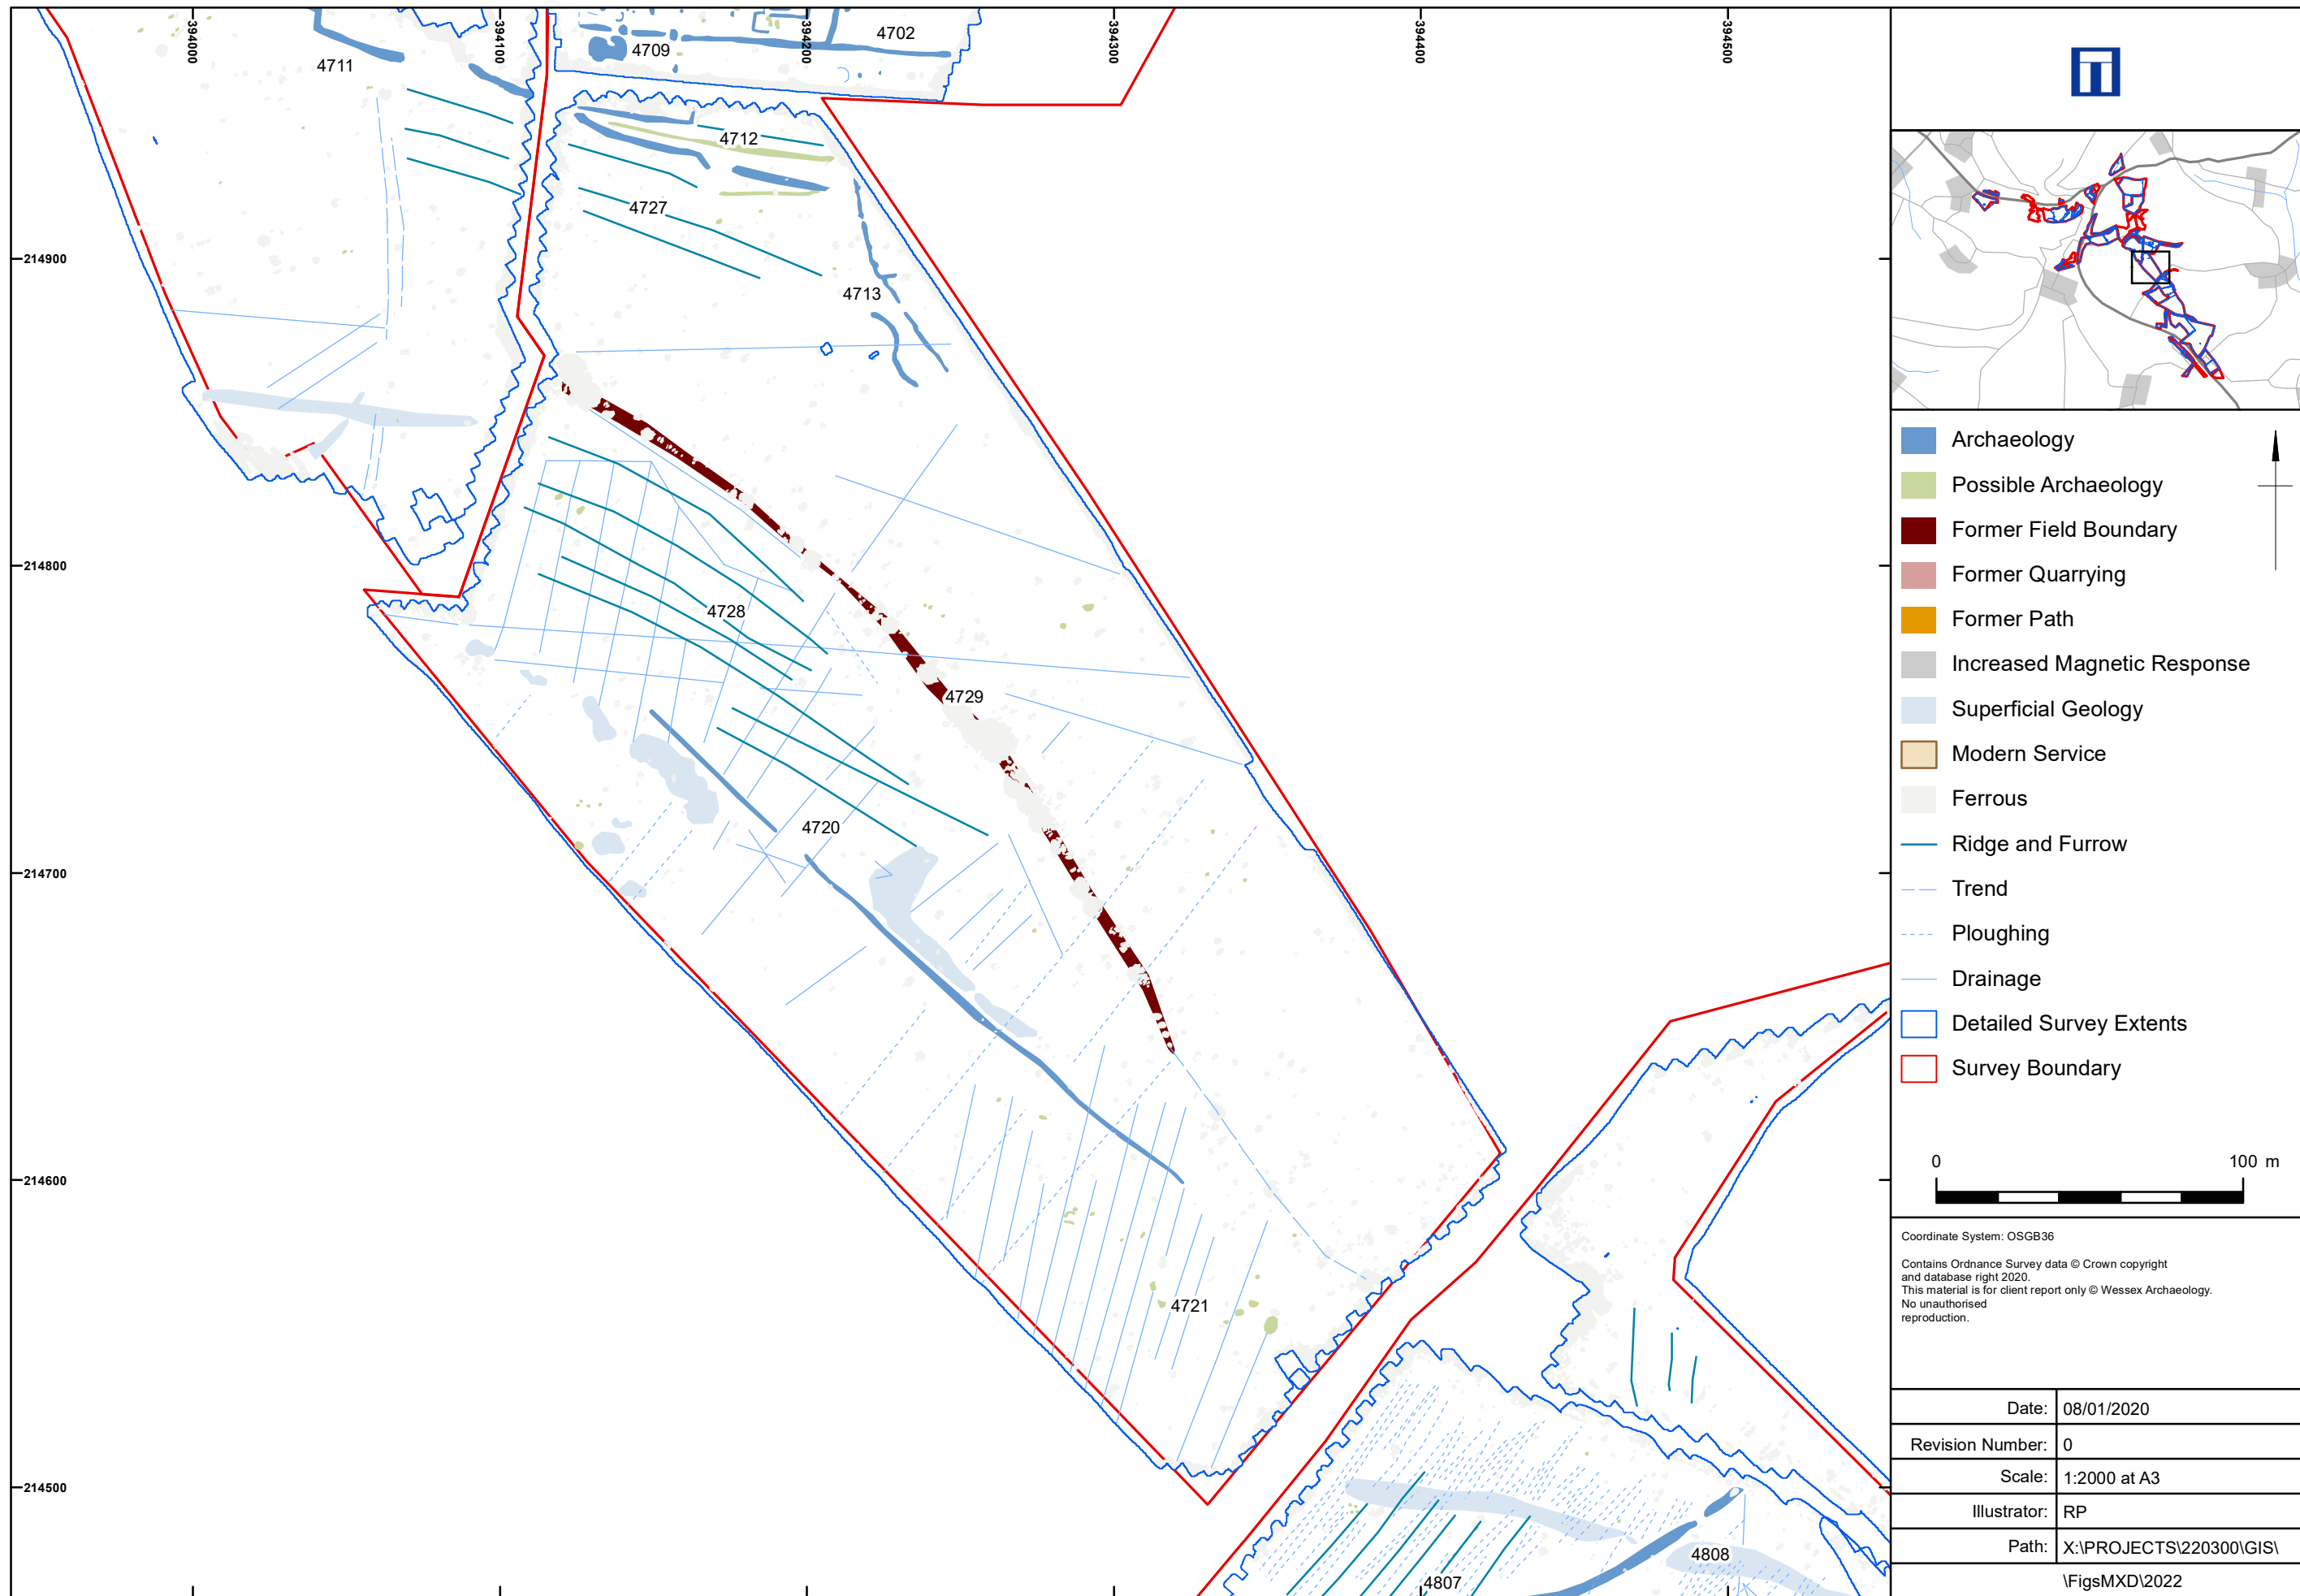 394000
394100
394200
394300
394400
394500
4709
4702
4711
4712
4727
214900
4713
214800
4728
4729
4720
214700
214600
4721
214500
4808
4807
Archaeology
Possible Archaeology
Former Field Boundary
Former Quarrying
Former Path
Increased Magnetic Response
Superficial Geology
Modern Service
Ferrous
Ridge and Furrow
Trend
Ploughing
Drainage
Detailed Survey Extents
Survey Boundary
0 100 m
Coordinate System: OSGB36
Contains Ordnance Survey data © Crown copyright
and database right 2020.
This material is for client report only © Wessex Archaeology.
No unauthorised
reproduction.
Date: 08/01/2020
Revision Number: 0
Scale: 1:2000 at A3
Illustrator: RP
Path: X:\PROJECTS\220300\GIS\
\FigsMXD\2022